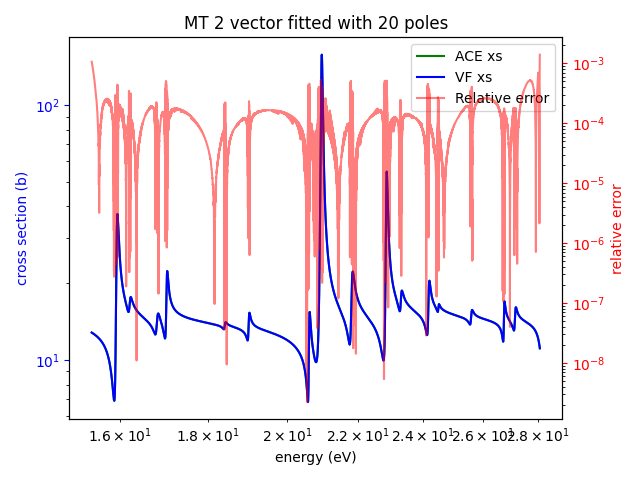 MT 2 vector fitted with 20 poles
ACE xs
VF xs
Relative error
10²
10¹
cross section (b)
10⁻³
10⁻⁴
10⁻⁵
10⁻⁶
10⁻⁷
10⁻⁸
relative error
1.6 × 10¹ 1.8 × 10¹ 2 × 10¹ 2.2 × 10¹ 2.4 × 10¹ 2.6 × 10¹ 2.8 × 10¹
energy (eV)